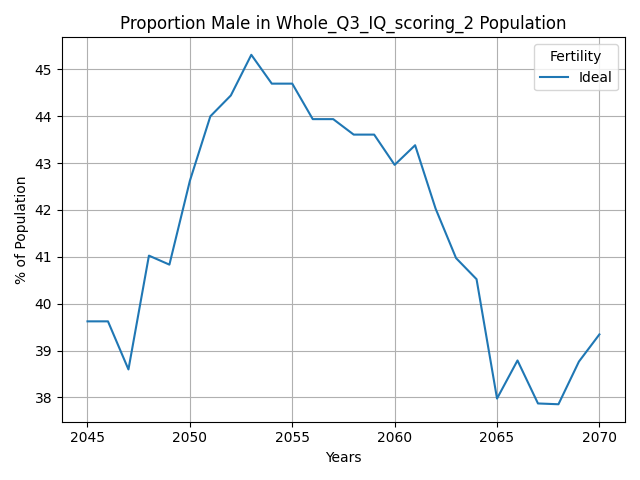 Proportion Male in Whole_Q3_IQ_scoring_2 Population
Fertility
Ideal
% of Population
45
44
43
42
41
40
39
38
2045
2050
2055
2060
2065
2070
Years